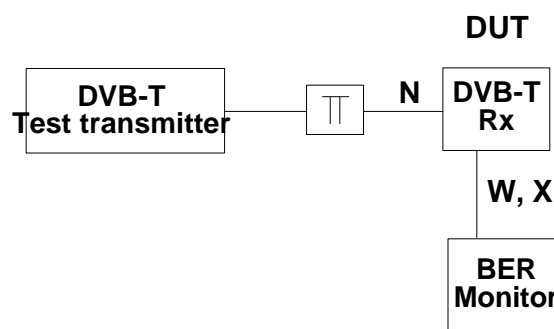 DUT
DVB-T
Test transmitter
N
DVB-T
Rx
W, X
BER
Monitor